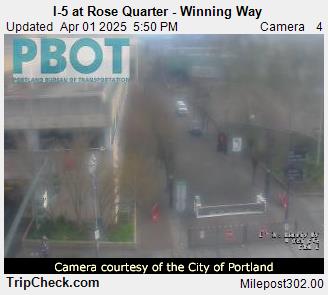 I-5 at Rose Quarter - Winning Way
Updated  Apr 01 2025  5:50 PM  Camera  4
PBOT
PORTLAND BUREAU OF TRANSPORTATION
Camera courtesy of the City of Portland
TripCheck.com  Milepost302.00